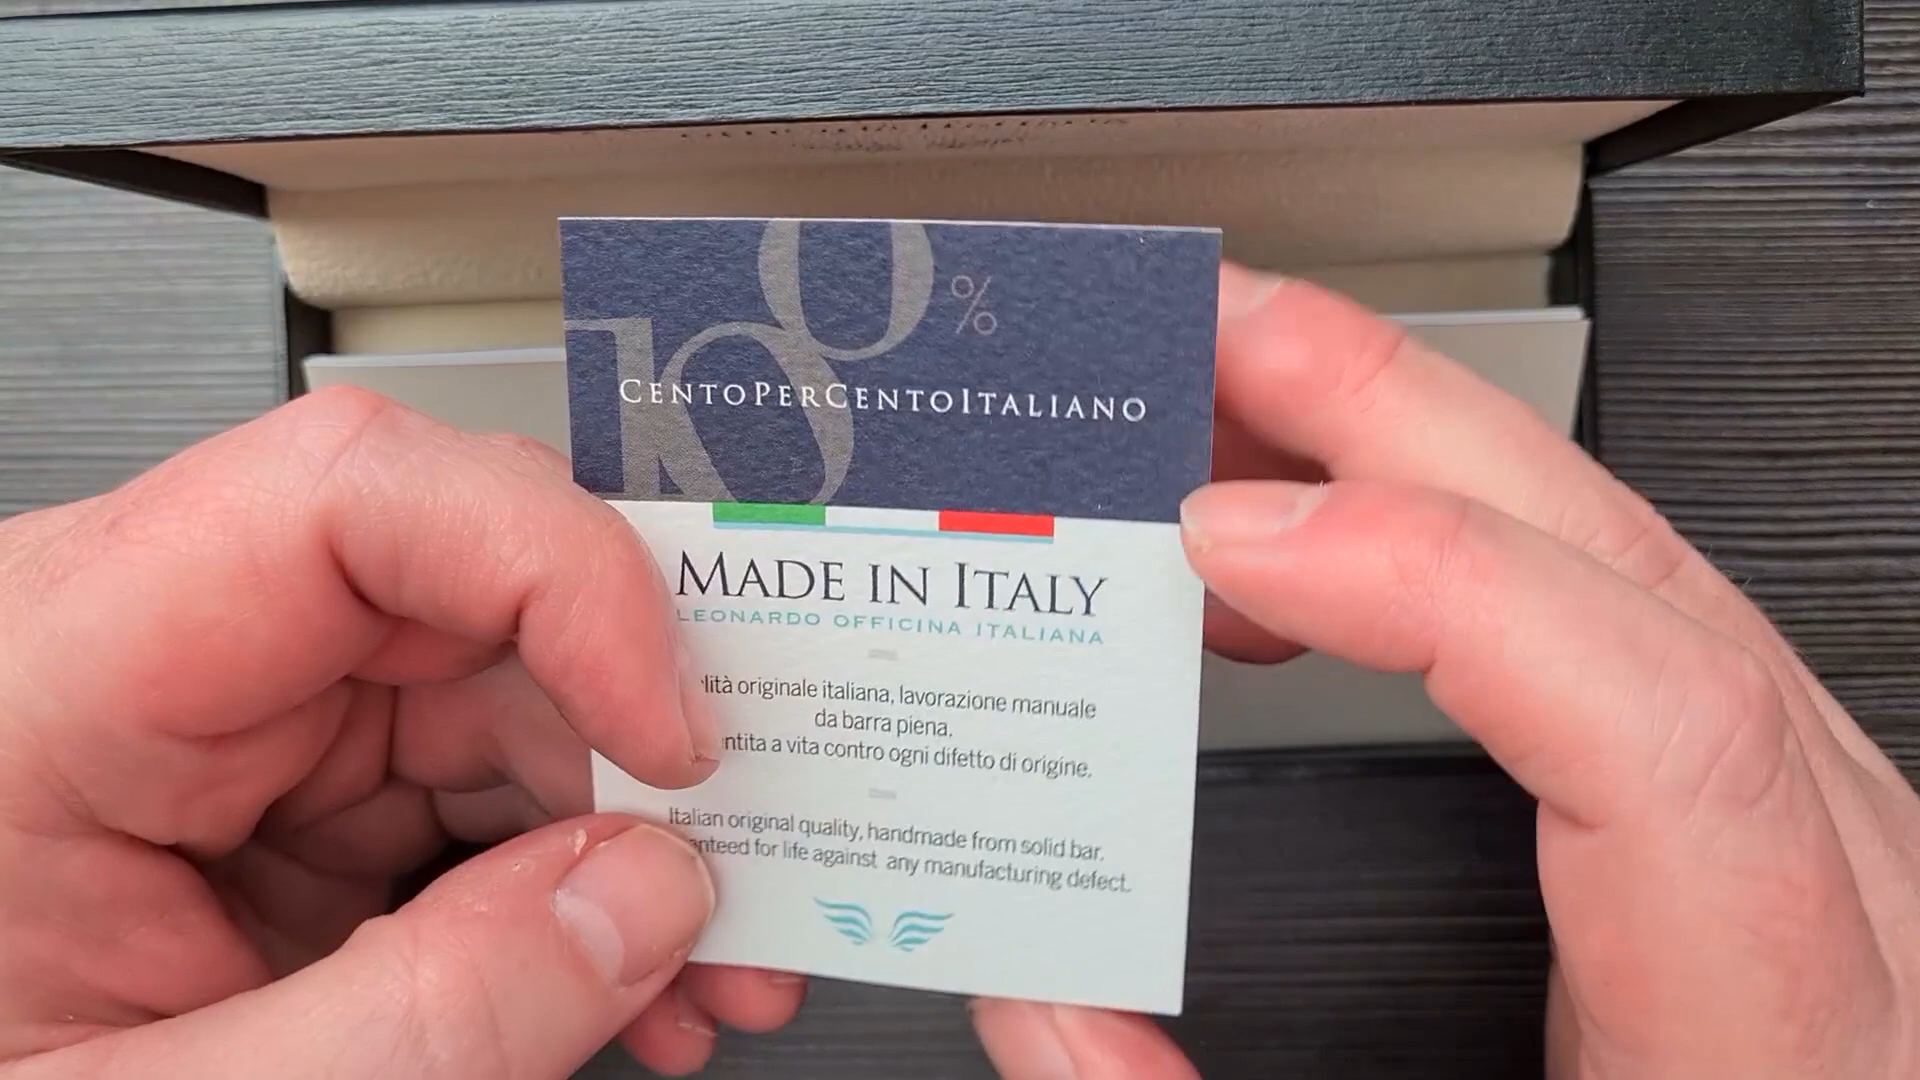 100%
CENTOPERCENTOITALIANO
MADE IN ITALY
LEONARDO OFFICINA ITALIANA
originale italiana, lavorazione manuale
da barra piena.
a vita contro ogni difetto di origine.
Italian original quality, handmade from solid bar.
for life against any manufacturing defect.